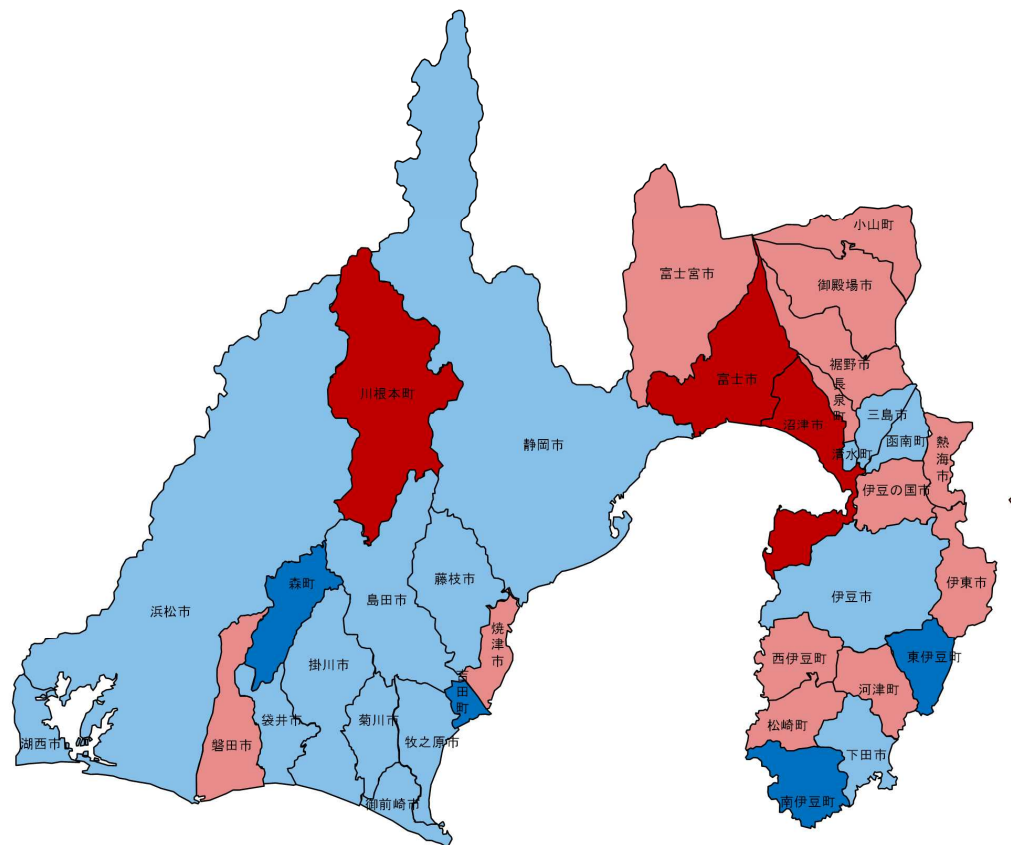 小山町
富士宮市
御殿場市
裾野市
富士市
川根本町
長泉町
三島市
沼津市
静岡市
函南町
清水町
熱海市
伊豆の国市
藤枝市
森町
伊東市
島田市
伊豆市
浜松市
焼津市
西伊豆町
東伊豆町
掛川市
吉田町
河津町
袋井市
菊川市
松崎町
牧之原市
湖西市
磐田市
下田市
御前崎市
南伊豆町